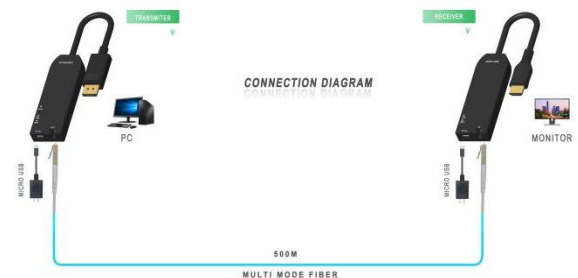 TRANSMITER
RECEIVER
CONNECTION DIAGRAM
PC
MONITOR
MICRO USB
MICRO USB
500M
MULTI MODE FIBER